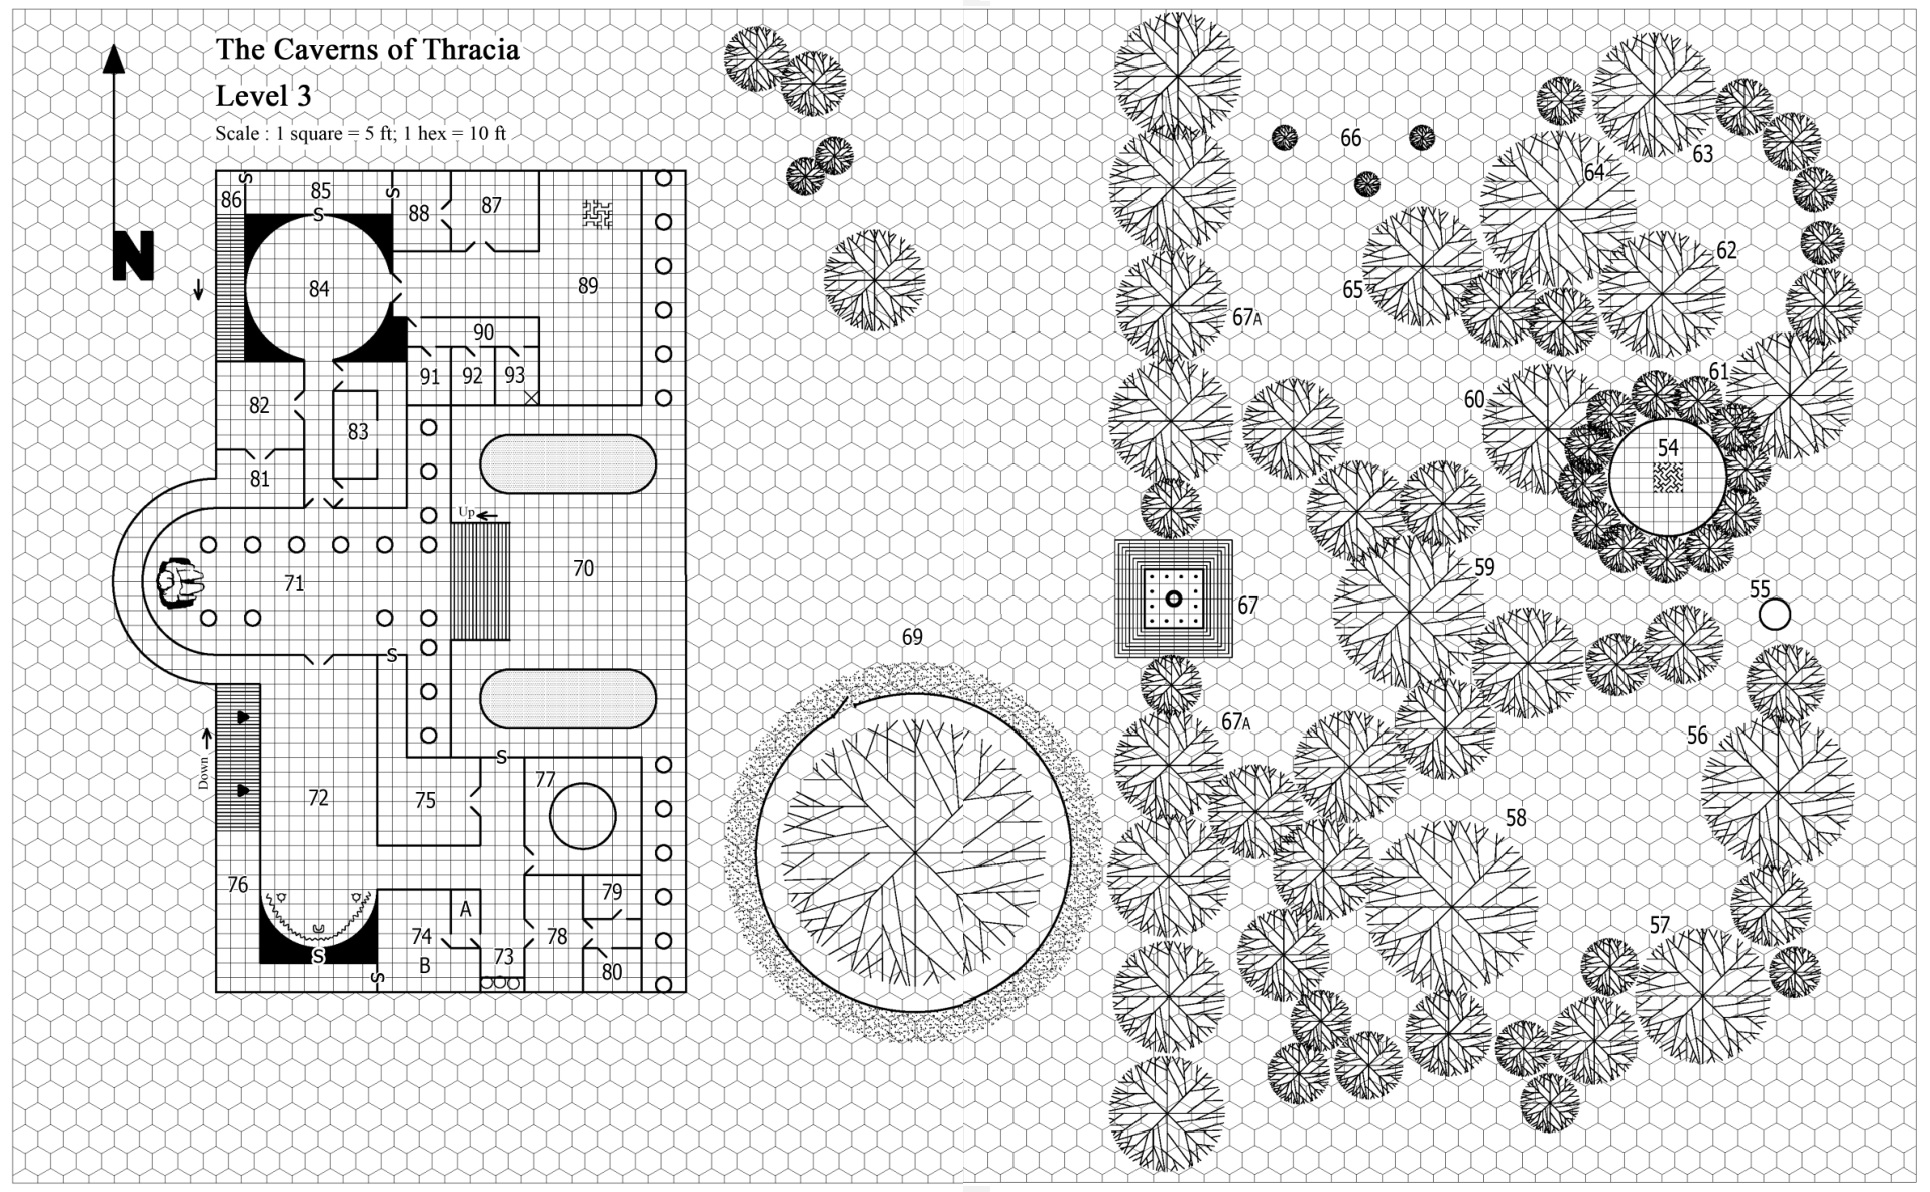 The Caverns of Thracia
Level 3
Scale : 1 square = 5 ft; 1 hex = 10 ft
N
66
63
64
S
S
86
85
88
87
S
62
84
89
65
67A
90
91
92
93
61
60
82
83
54
81
Up
59
70
71
55
67
69
S
67A
56
S
77
Down
72
75
58
76
79
A
57
74
78
73
B
80
S
S